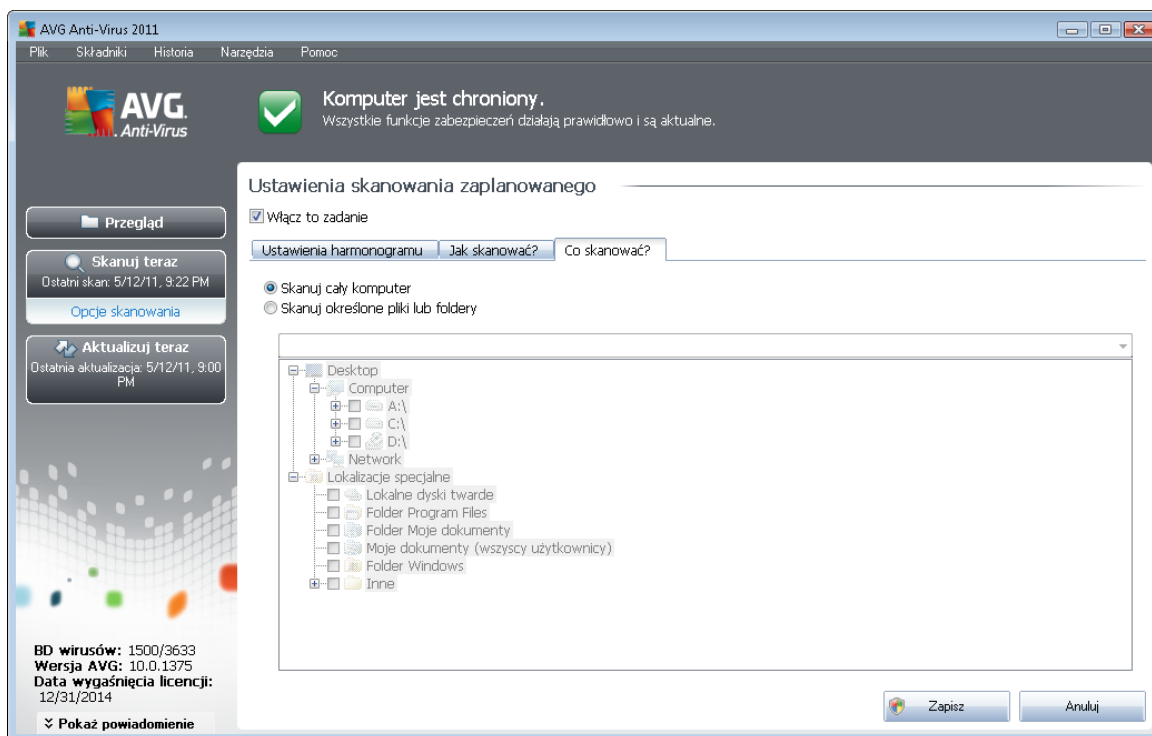 AVG Anti-Virus 2011
Plik Składniki Historia Narzędzia Pomoc
AVG.
Anti-Virus
Komputer jest chroniony.
Wszystkie funkcje zabezpieczeń działają prawidłowo i są aktualne.
Przegląd
Skanuj teraz
Ostatni skan: 5/12/11, 9:22 PM
Opcje skanowania
Aktualizuj teraz
Ostatnia aktualizacja: 5/12/11, 9:00
PM
BD wirusów: 1500/3633
Wersja AVG: 10.0.1375
Data wygaśnięcia licencji:
12/31/2014
Pokaż powiadomienie
Ustawienia skanowania zaplanowanego
Włącz to zadanie
Ustawienia harmonogramu Jak skanować? Co skanować?
Skanuj cały komputer
Skanuj określone pliki lub foldery
Desktop
Computer
A:\
C:\
D:\
Network
Lokalizacje specjalne
Lokalne dyski twarde
Folder Program Files
Folder Moje dokumenty
Moje dokumenty (wszyscy użytkownicy)
Folder Windows
Inne
Zapisz Anuluj